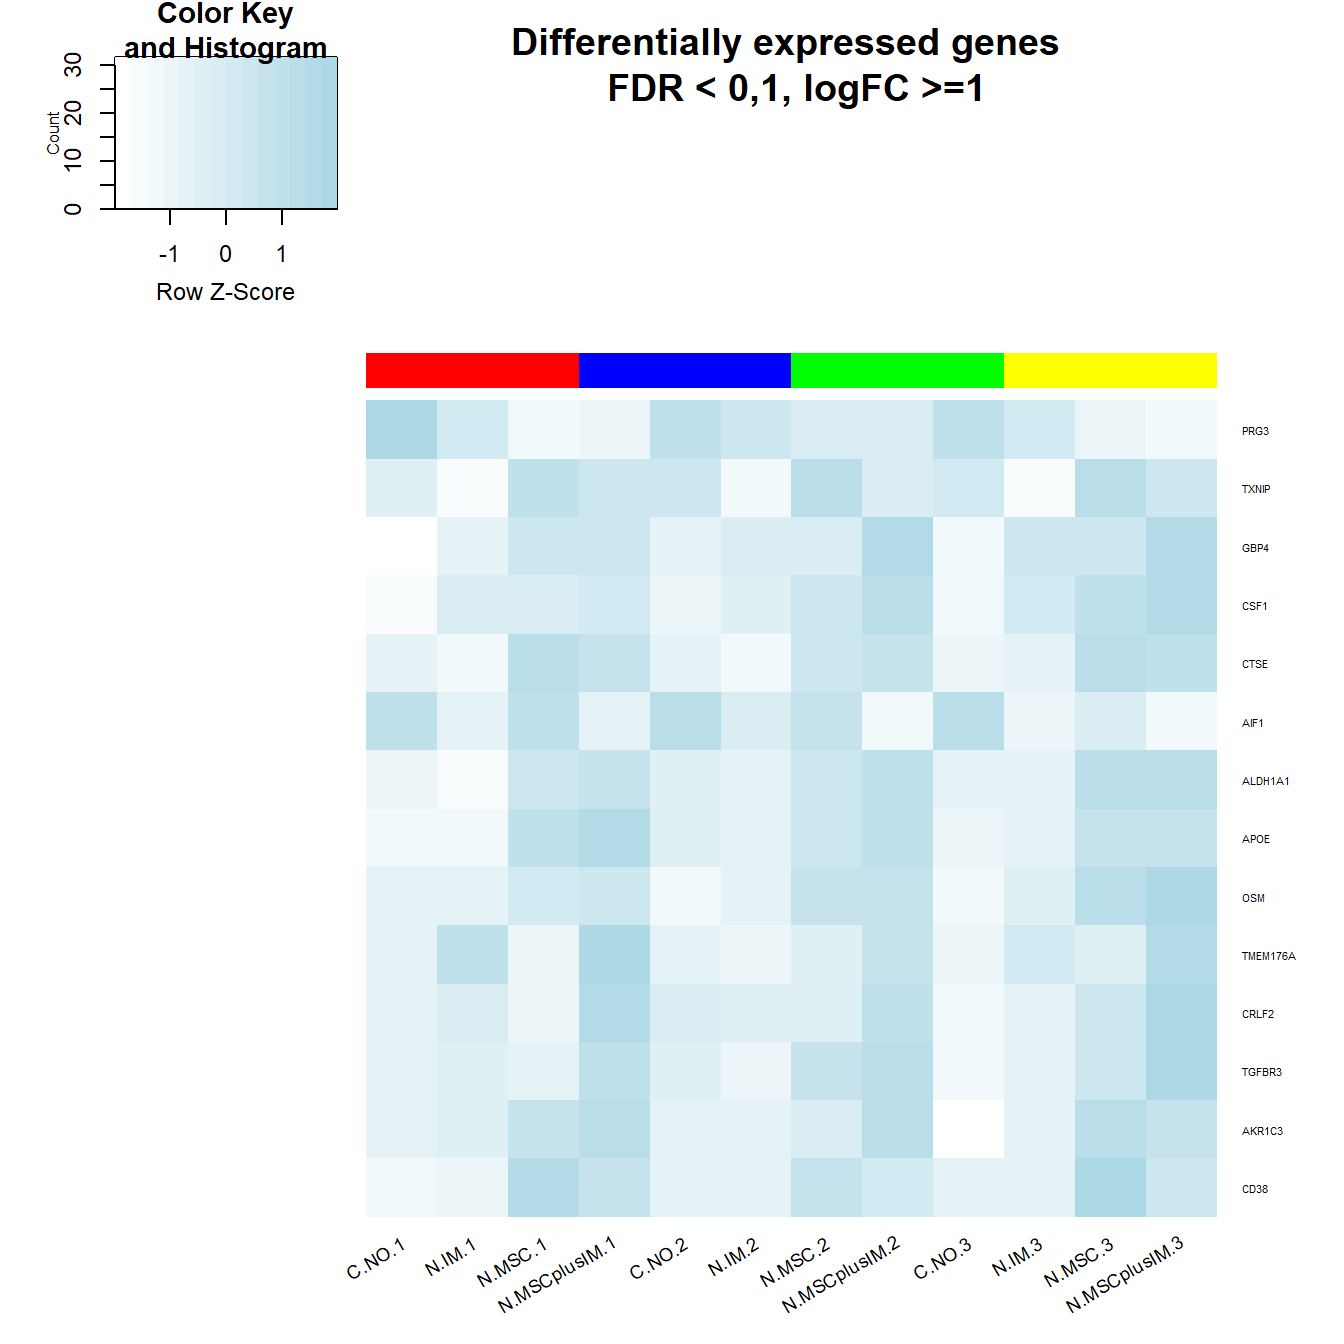 Color Key
and Histogram
Differentially expressed genes
FDR < 0,1, logFC >=1
Count
0 10 20 30
-1 0 1
Row Z-Score
PRG3
TXNIP
GBP4
CSF1
CTSE
AIF1
ALDH1A1
APOE
OSM
TMEM176A
CRLF2
TGFBR3
AKR1C3
CD38
C.NO.1
N.IM.1
N.MSC.1
N.MSCplusIM.1
C.NO.2
N.IM.2
N.MSC.2
N.MSCplusIM.2
C.NO.3
N.IM.3
N.MSC.3
N.MSCplusIM.3